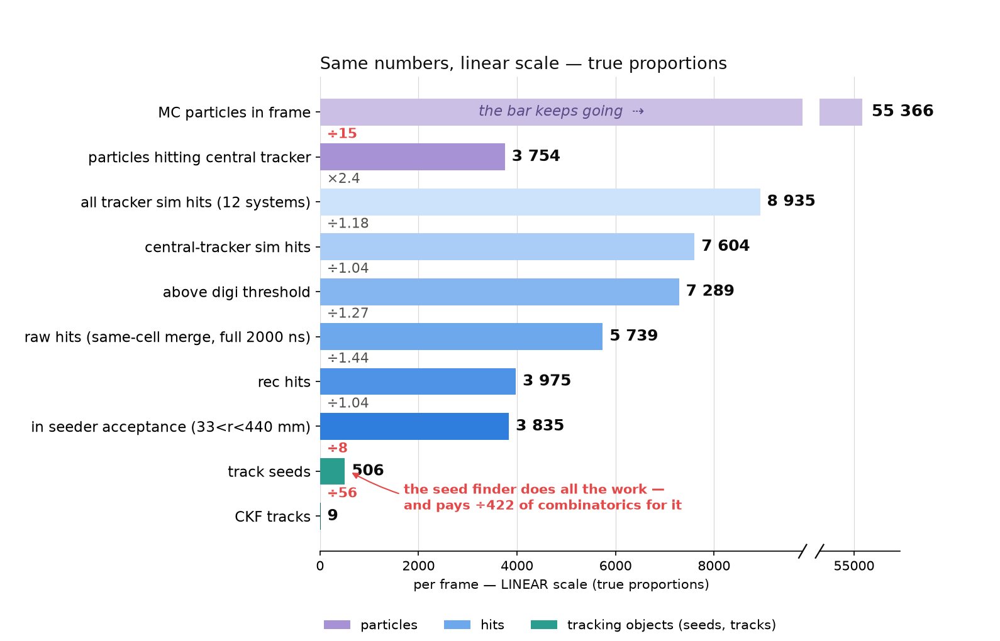 Same numbers, linear scale — true proportions
MC particles in frame
the bar keeps going ⇢
55 366
÷15
particles hitting central tracker
3 754
×2.4
all tracker sim hits (12 systems)
8 935
÷1.18
central-tracker sim hits
7 604
÷1.04
above digi threshold
7 289
÷1.27
raw hits (same-cell merge, full 2000 ns)
5 739
÷1.44
rec hits
3 975
÷1.04
in seeder acceptance (33<r<440 mm)
3 835
÷8
track seeds
506
÷56
the seed finder does all the work —
and pays ÷422 of combinatorics for it
CKF tracks
9
0 2000 4000 6000 8000 55000
per frame — LINEAR scale (true proportions)
particles hits tracking objects (seeds, tracks)